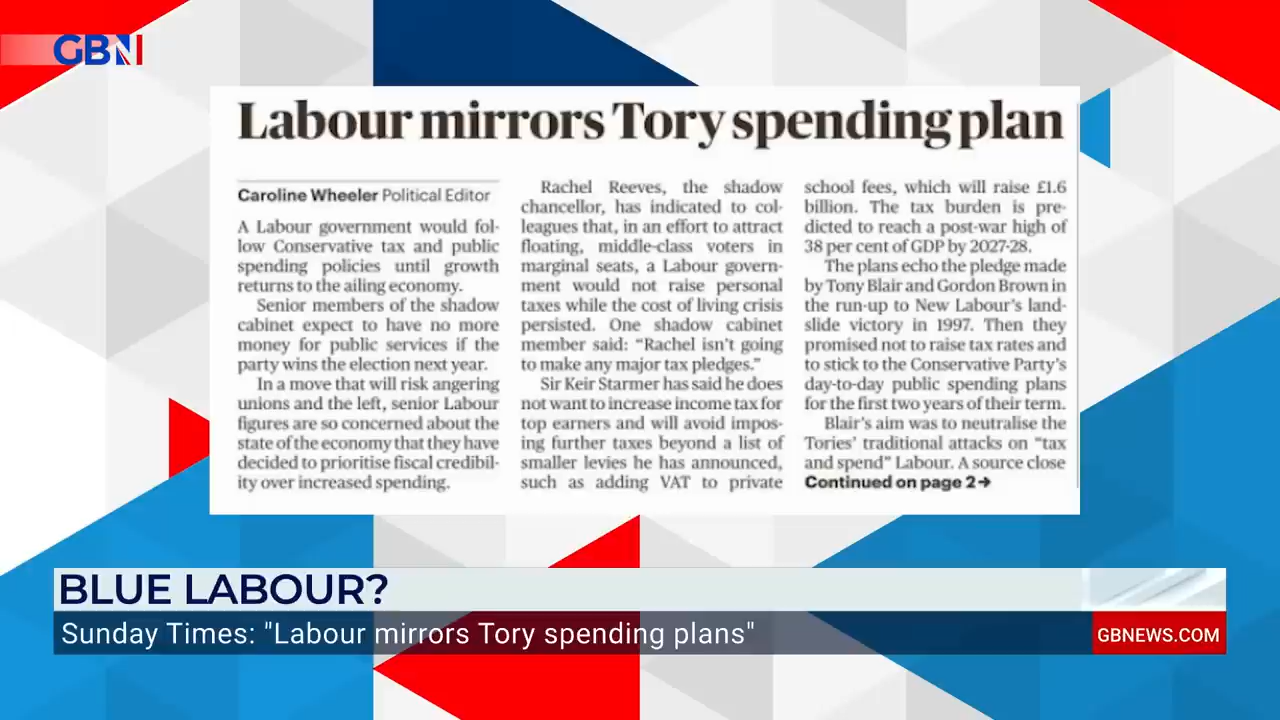 GBN
Labour mirrors Tory spending plan
Caroline Wheeler Political Editor
A Labour government would fol-
low Conservative tax and public
spending policies until growth
returns to the ailing economy.
Senior members of the shadow
cabinet expect to have no more
money for public services if the
party wins the election next year.
In a move that will risk angering
unions and the left, senior Labour
figures are so concerned about the
state of the economy that they have
decided to prioritise fiscal credibil-
ity over increased spending.
Rachel Reeves, the shadow
chancellor, has indicated to col-
leagues that, in an effort to attract
floating, middle-class voters in
marginal seats, a Labour govern-
ment would not raise personal
taxes while the cost of living crisis
persisted. One shadow cabinet
member said: “Rachel isn’t going
to make any major tax pledges.”
Sir Keir Starmer has said he does
not want to increase income tax for
top earners and will avoid impos-
ing further taxes beyond a list of
smaller levies he has announced,
such as adding VAT to private
school fees, which will raise £1.6
billion. The tax burden is pre-
dicted to reach a post-war high of
38 per cent of GDP by 2027-28.
The plans echo the pledge made
by Tony Blair and Gordon Brown in
the run-up to New Labour’s land-
slide victory in 1997. Then they
promised not to raise tax rates and
to stick to the Conservative Party’s
day-to-day public spending plans
for the first two years of their term.
Blair’s aim was to neutralise the
Tories’ traditional attacks on “tax
and spend” Labour. A source close
Continued on page 2→
BLUE LABOUR?
Sunday Times: "Labour mirrors Tory spending plans"
GBNEWS.COM